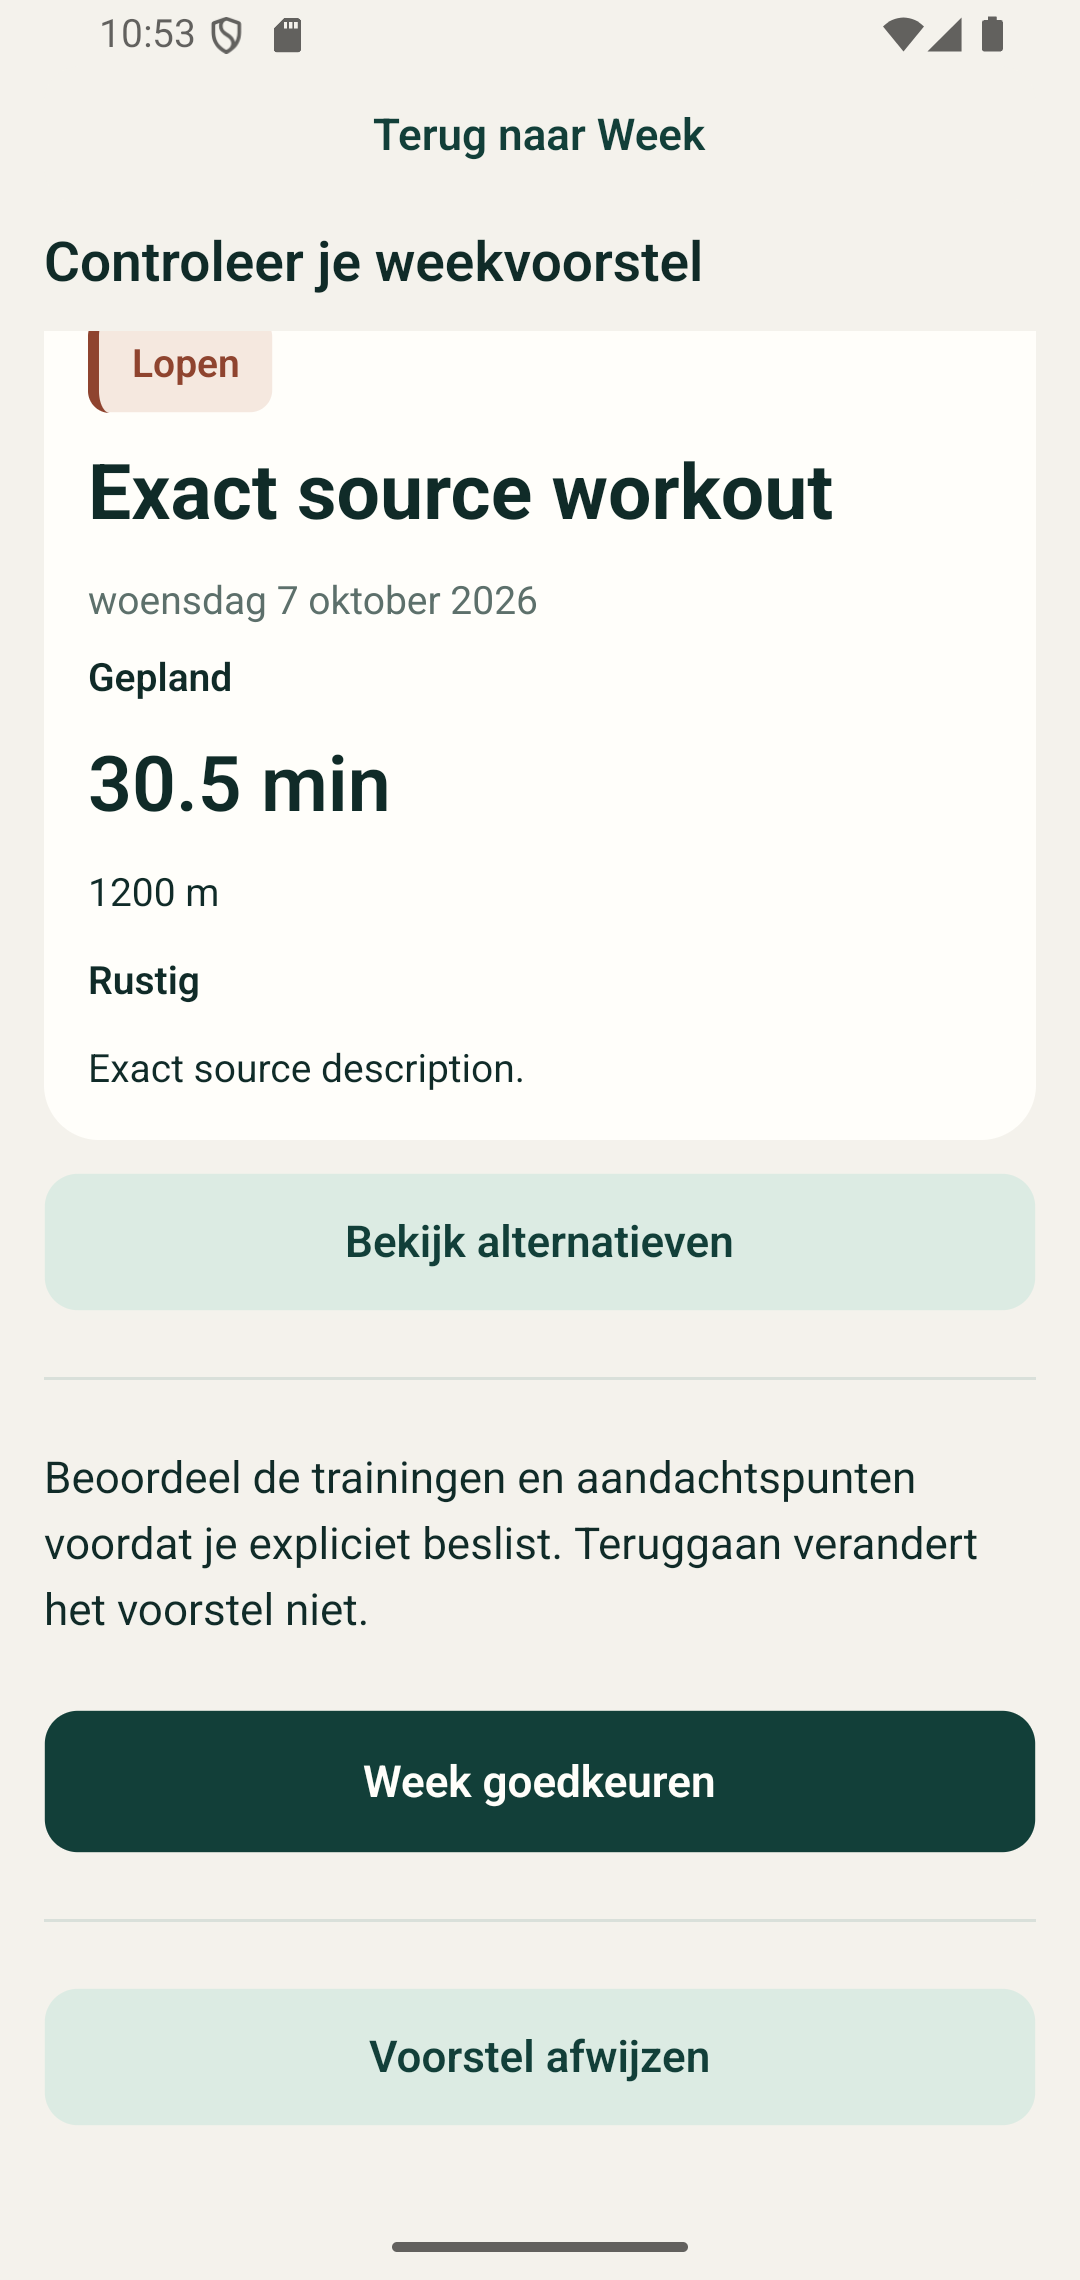 10:53
Terug naar Week
Controleer je weekvoorstel
Lopen
Exact source workout
woensdag 7 oktober 2026
Gepland
30.5 min
1200 m
Rustig
Exact source description.
Bekijk alternatieven
Beoordeel de trainingen en aandachtspunten
voordat je expliciet beslist. Teruggaan verandert
het voorstel niet.
Week goedkeuren
Voorstel afwijzen